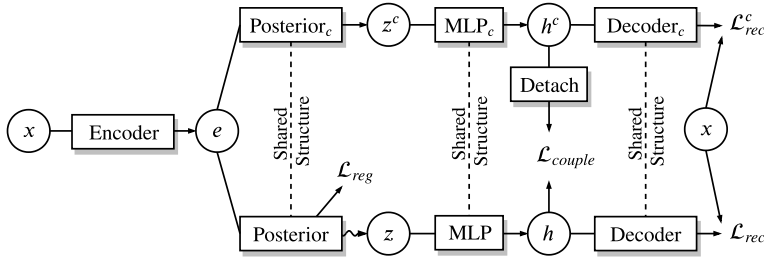 Posterior_c
z^c
MLP_c
h^c
Decoder_c
ℒ^c_rec
Detach
x
Encoder
e
Shared
Structure
Shared
Structure
Shared
Structure
x
ℒ_couple
ℒ_reg
Posterior
z
MLP
h
Decoder
ℒ_rec